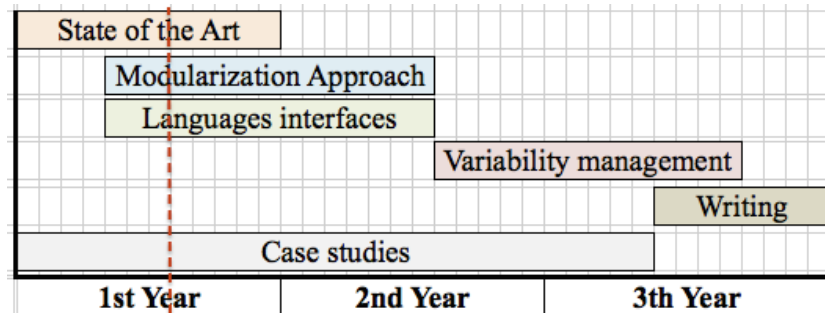 State of the Art
Modularization Approach
Languages interfaces
Variability management
Writing
Case studies
1st Year 2nd Year 3th Year